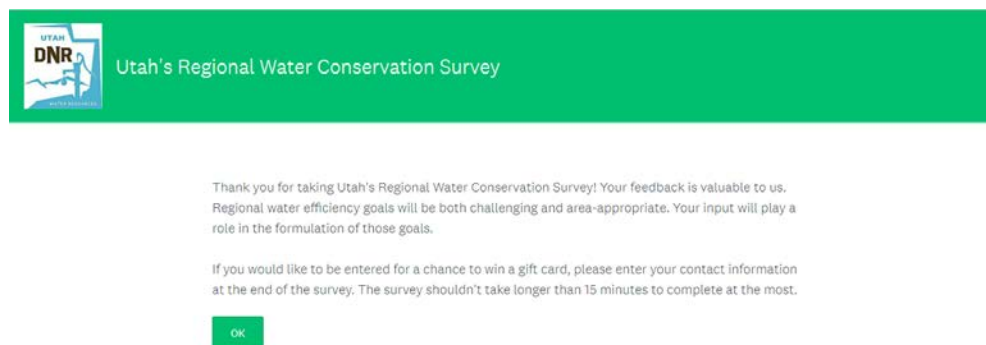 UTAH
DNR
WATER RESOURCES
Utah's Regional Water Conservation Survey
Thank you for taking Utah's Regional Water Conservation Survey! Your feedback is valuable to us.
Regional water efficiency goals will be both challenging and area-appropriate. Your input will play a
role in the formulation of those goals.
If you would like to be entered for a chance to win a gift card, please enter your contact information
at the end of the survey. The survey shouldn't take longer than 15 minutes to complete at the most.
OK